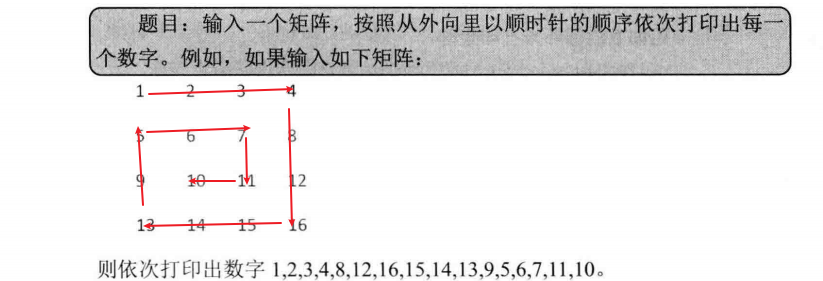 题目：输入一个矩阵，按照从外向里以顺时针的顺序依次打印出每一
个数字。例如，如果输入如下矩阵：
1 2 3 4
5 6 7 8
9 10 11 12
13 14 15 16
则依次打印出数字 1,2,3,4,8,12,16,15,14,13,9,5,6,7,11,10。